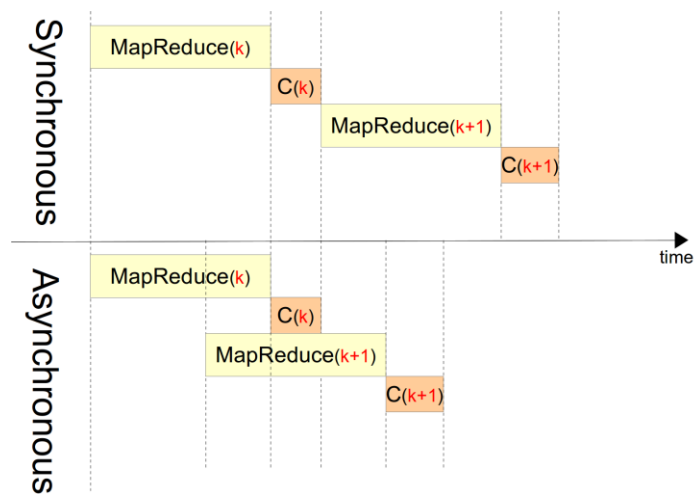 Synchronous
MapReduce(k)
C(k)
MapReduce(k+1)
C(k+1)
time
Asynchronous
MapReduce(k)
C(k)
MapReduce(k+1)
C(k+1)